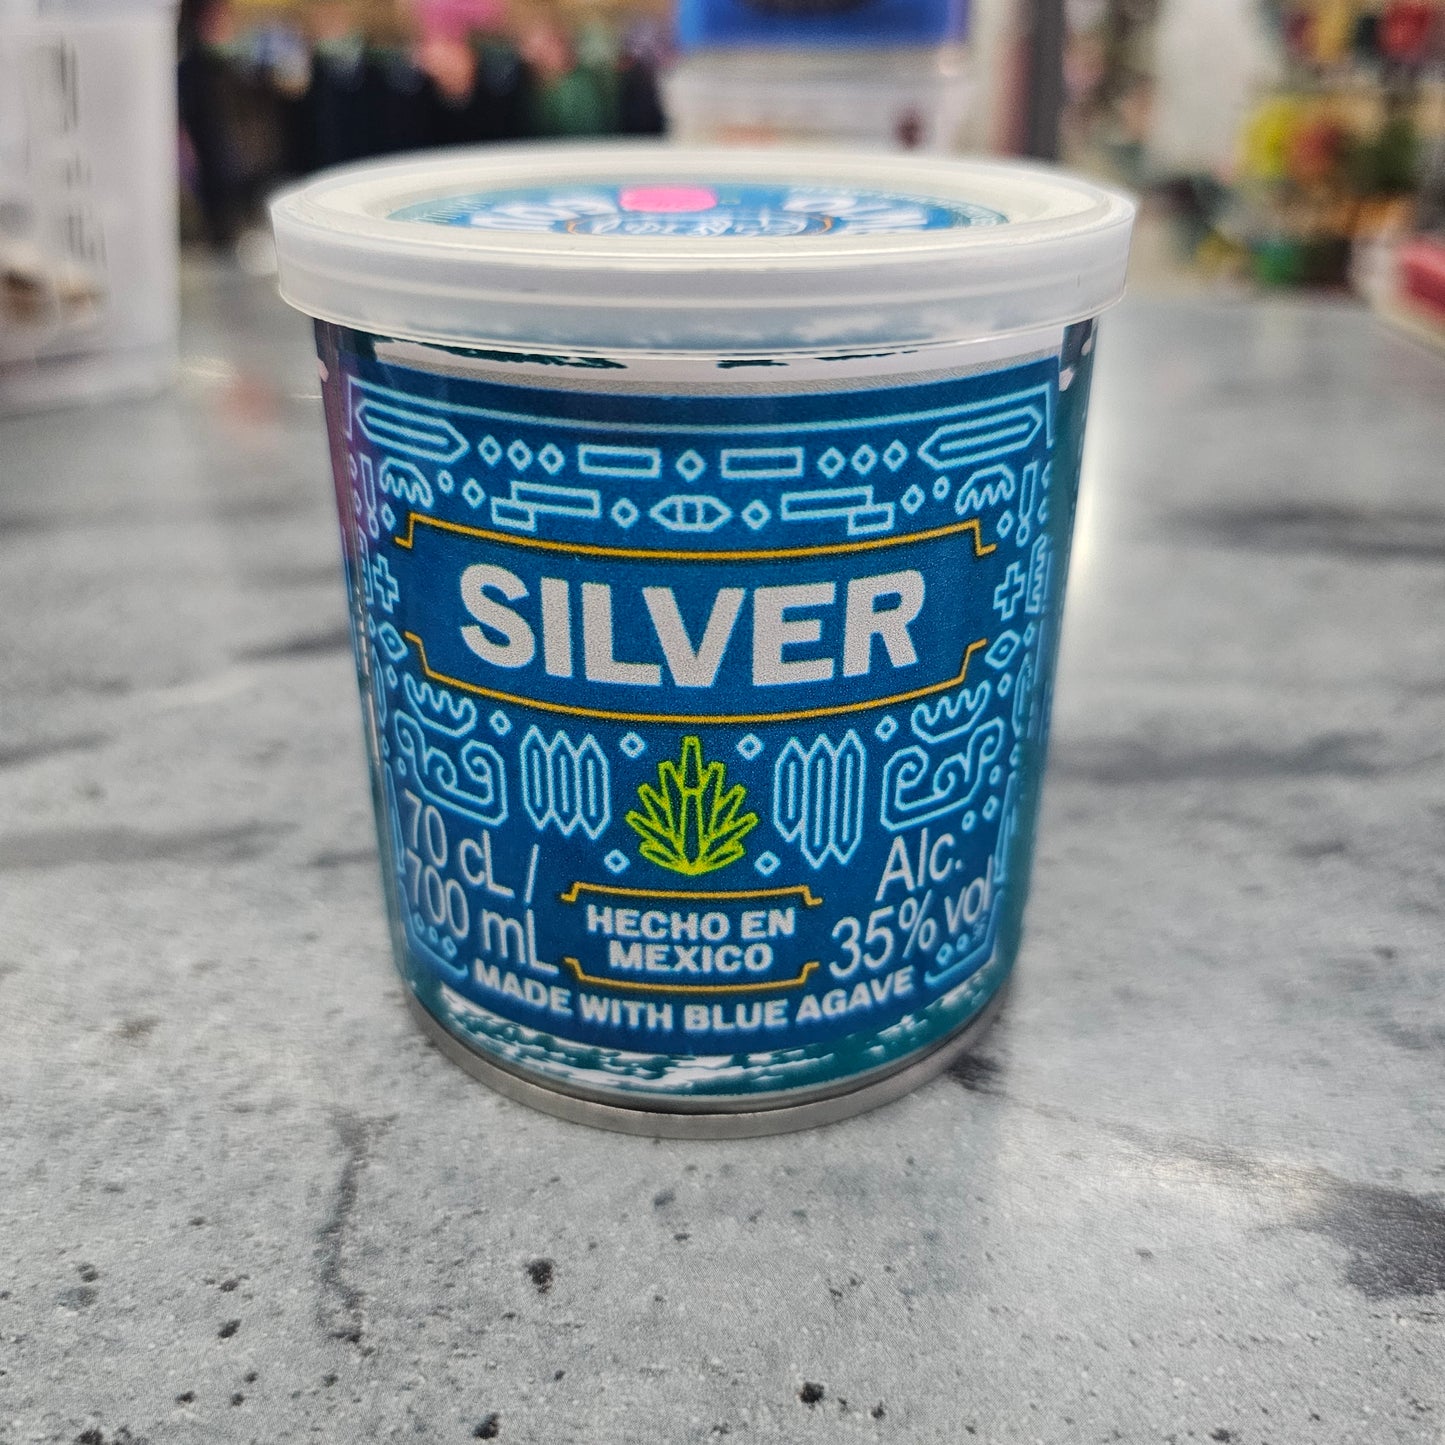 SILVER
70 cL /
700 mL
HECHO EN
MEXICO
Alc.
35% vol
MADE WITH BLUE AGAVE